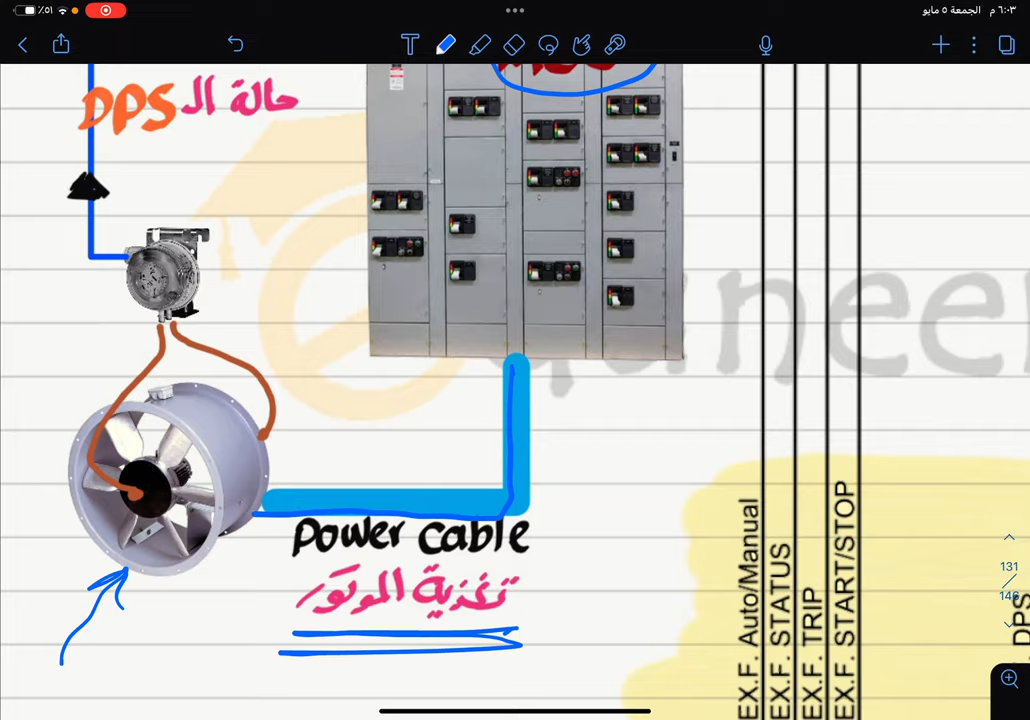 ٦:٠٣ م الجمعة ٥ مايو
٥١٪
حالة الـ DPS
Power cable
تغذية الموتور
EX.F. Auto/Manual
EX.F. STATUS
EX.F. TRIP
EX.F. START/STOP
DPS
131
146